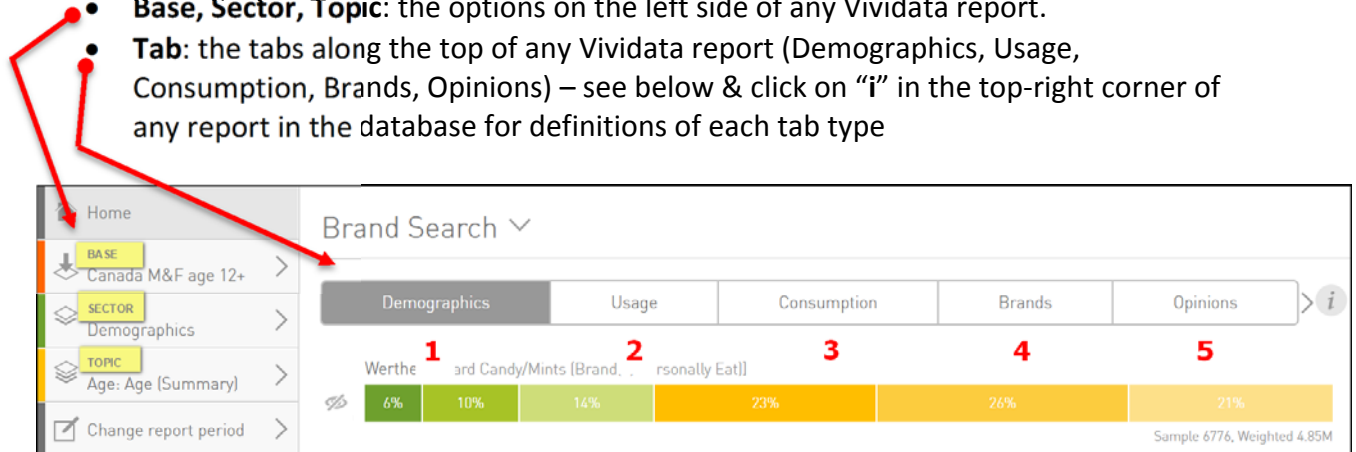 • Base, Sector, Topic: the options on the left side of any Vividata report.
• Tab: the tabs along the top of any Vividata report (Demographics, Usage,
Consumption, Brands, Opinions) – see below & click on “i” in the top-right corner of
any report in the database for definitions of each tab type
Home
Brand Search
BASE
Canada M&F age 12+
Demographics Usage Consumption Brands Opinions i
SECTOR
Demographics
1 2 3 4 5
TOPIC
Age: Age (Summary)
Werthe ard Candy/Mints (Brand, rsonally Eat)]
6% 10% 14% 23% 26% 21%
Change report period
Sample 6776, Weighted 4.85M